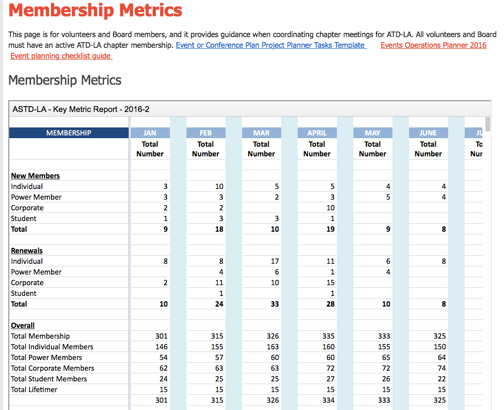 Membership Metrics
This page is for volunteers and Board members, and it provides guidance when coordinating chapter meetings for ATD-LA. All volunteers and Board
must have an active ATD-LA chapter membership. Event or Conference Plan Project Planner Tasks Template Events Operations Planner 2016
Event planning checklist guide
Membership Metrics
ASTD-LA - Key Metric Report - 2016-2
MEMBERSHIP JAN FEB MAR APRIL MAY JUNE
Total Total Total Total Total Total
Number Number Number Number Number Number
New Members
Individual 3 10 5 5 4 4
Power Member 3 3 2 3 5 4
Corporate 2 2 10
Student 1 3 3 1
Total 9 18 10 19 9 8
Renewals
Individual 8 8 17 11 6 8
Power Member 4 6 1 4
Corporate 2 11 10 15
Student 1 1
Total 10 24 33 28 10 8
Overall
Total Membership 301 315 326 335 333 325
Total Individual Members 146 155 163 160 155 150
Total Power Members 54 57 60 60 65 64
Total Corporate Members 62 63 63 72 72 74
Total Student Members 24 25 25 27 26 22
Total Lifetimer 15 15 15 15 15 15
301 315 326 334 333 325